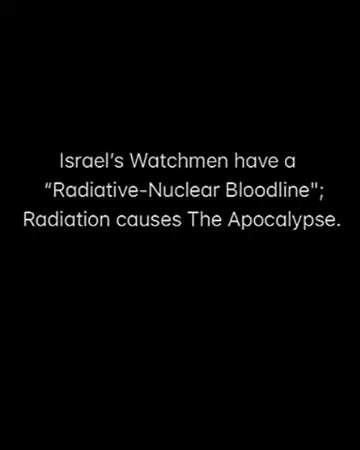 Israel’s Watchmen have a
“Radiative-Nuclear Bloodline";
Radiation causes The Apocalypse.